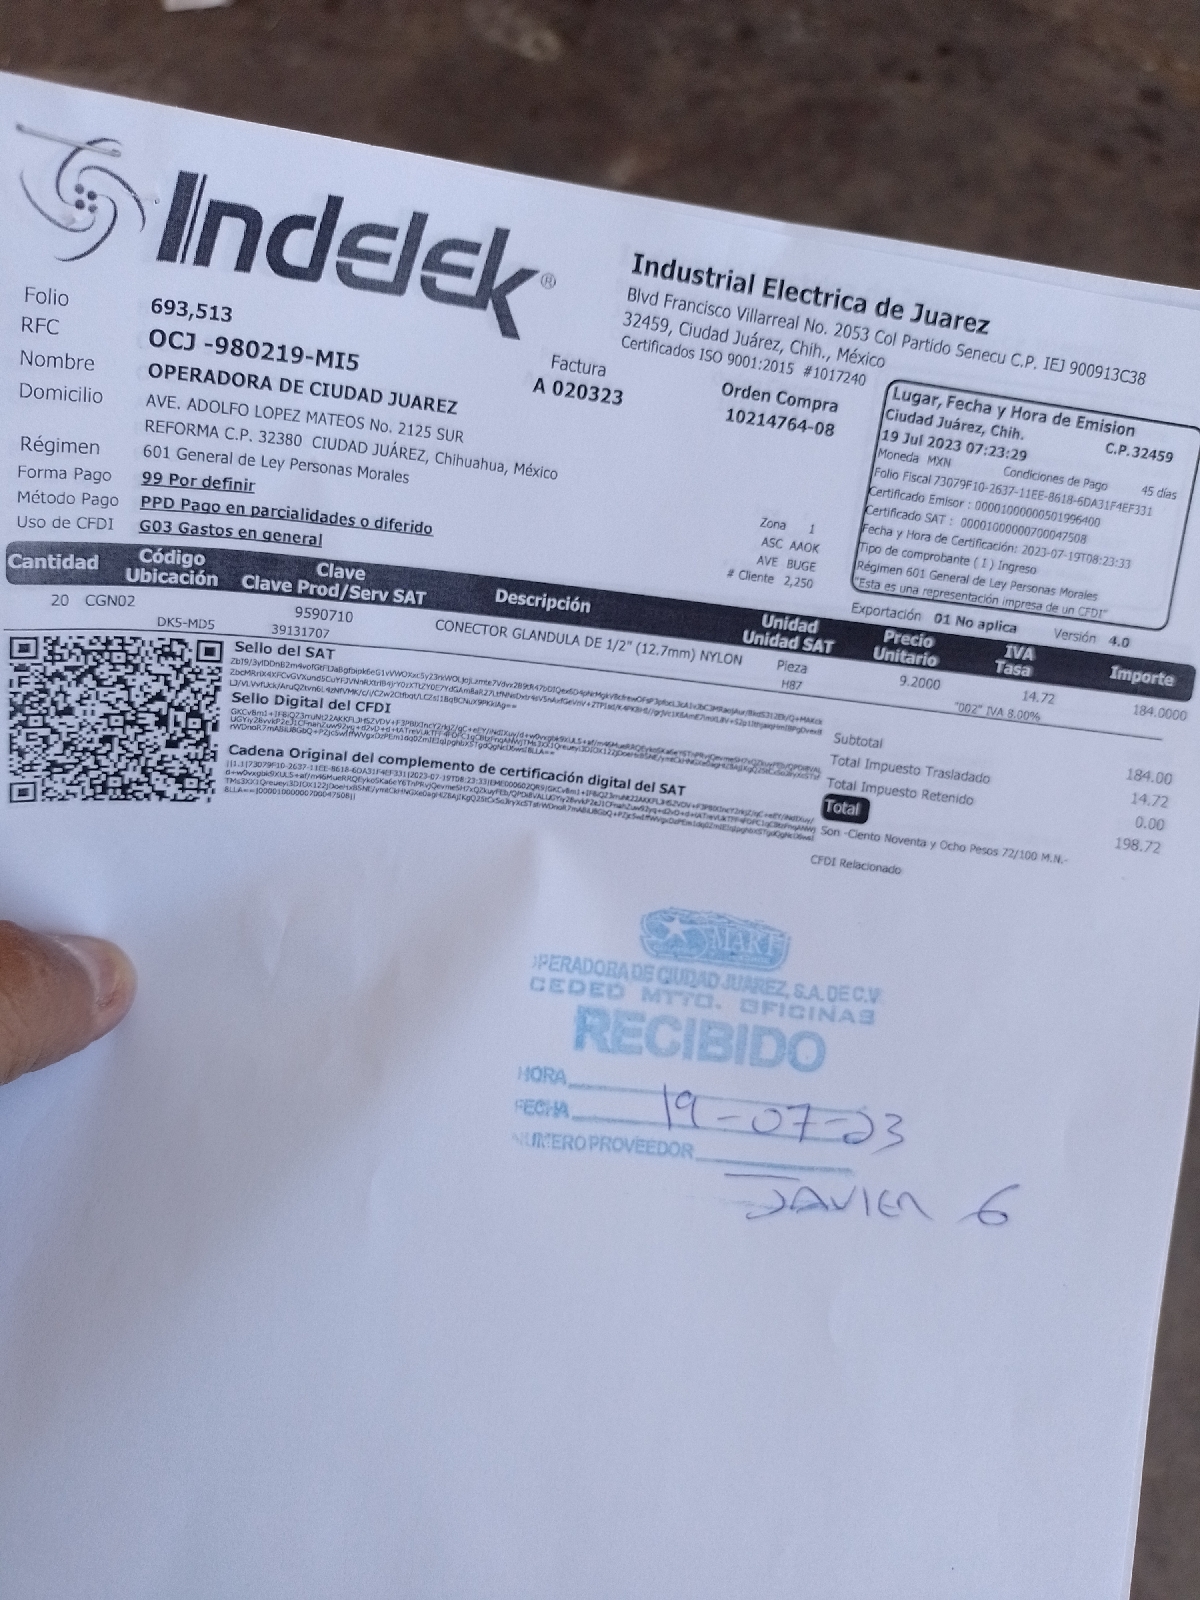 Indelek®
Industrial Electrica de Juarez
Blvd Francisco Villarreal No. 2053 Col Partido Senecu C.P. IEJ 900913C38
32459, Ciudad Juárez, Chih., México
Certificados ISO 9001:2015 #1017240
Folio 693,513
RFC OCJ -980219-MI5
Nombre OPERADORA DE CIUDAD JUAREZ
Domicilio AVE. ADOLFO LOPEZ MATEOS No. 2125 SUR
REFORMA C.P. 32380 CIUDAD JUÁREZ, Chihuahua, México
Régimen 601 General de Ley Personas Morales
Forma Pago 99 Por definir
Método Pago PPD Pago en parcialidades o diferido
Uso de CFDI G03 Gastos en general
Factura
A 020323
Orden Compra
10214764-08
Lugar, Fecha y Hora de Emision
Ciudad Juárez, Chih. C.P.32459
19 Jul 2023 07:23:29
Moneda MXN Condiciones de Pago 45 días
Folio Fiscal 73079F10-2637-11EE-8618-6DA31F4EF331
Certificado Emisor : 00001000000501996400
Certificado SAT : 00001000000700047508
Fecha y Hora de Certificación: 2023-07-19T08:23:33
Tipo de comprobante ( I ) Ingreso
Régimen 601 General de Ley Personas Morales
"Esta es una representación impresa de un CFDI"
Zona 1
ASC AAOK
AVE BUGE
# Cliente 2,250
Exportación 01 No aplica Versión 4.0
Cantidad Código Ubicación Clave Clave Prod/Serv SAT Descripción Unidad Unidad SAT Precio Unitario IVA Tasa Importe
20 CGN02 9590710 CONECTOR GLANDULA DE 1/2" (12.7mm) NYLON Pieza 9.2000 14.72 184.0000
DK5-MD5 39131707 H87 "002" IVA 8.00%
Sello del SAT
Sello Digital del CFDI
Cadena Original del complemento de certificación digital del SAT
Subtotal 184.00
Total Impuesto Trasladado 14.72
Total Impuesto Retenido 0.00
Total 198.72
Son -Ciento Noventa y Ocho Pesos 72/100 M.N.-
CFDI Relacionado
MART
OPERADORA DE CIUDAD JUAREZ, S.A. DE C.V.
CEDED MTTO. OFICINAS
RECIBIDO
HORA
FECHA 19-07-23
NUMERO PROVEEDOR
JAVIER G